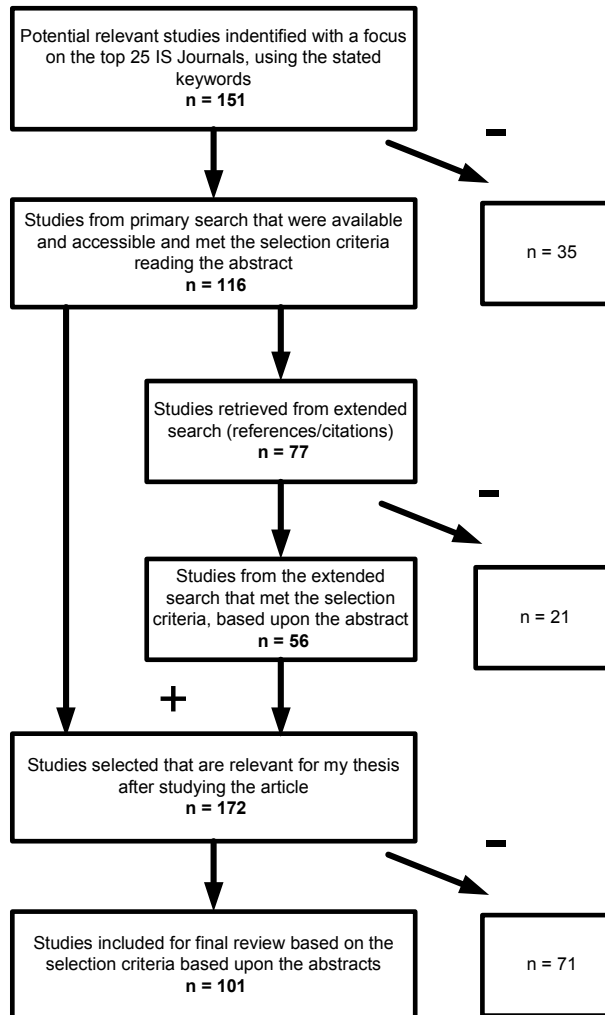 Potential relevant studies indentified with a focus
on the top 25 IS Journals, using the stated
keywords
n = 151
–
Studies from primary search that were available
and accessible and met the selection criteria
reading the abstract
n = 116
n = 35
Studies retrieved from extended
search (references/citations)
n = 77
–
Studies from the extended
search that met the selection
criteria, based upon the abstract
n = 56
n = 21
+
Studies selected that are relevant for my thesis
after studying the article
n = 172
–
Studies included for final review based on the
selection criteria based upon the abstracts
n = 101
n = 71